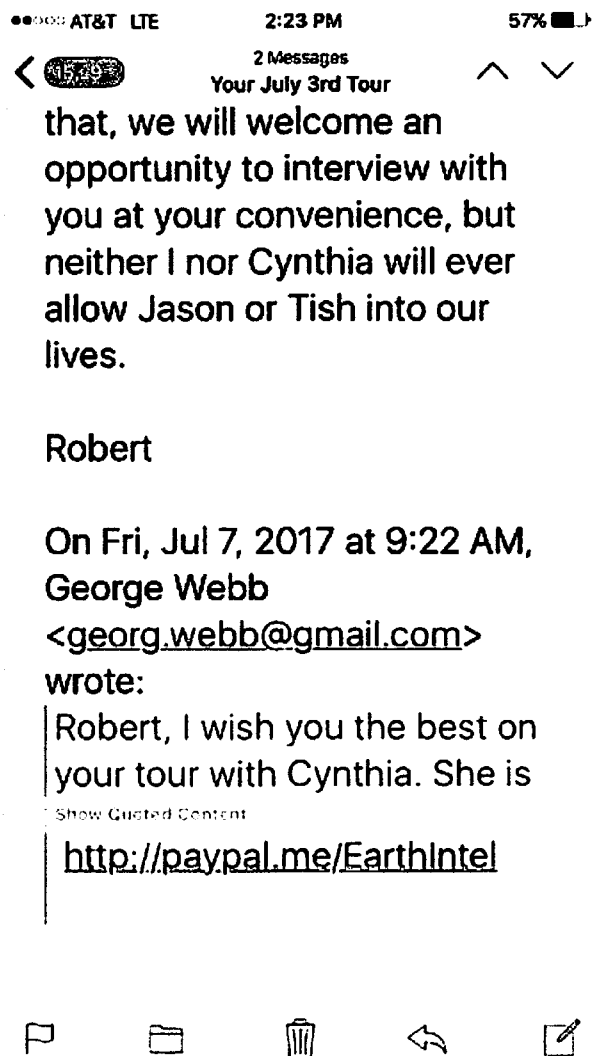 AT&T LTE 2:23 PM 57%
2 Messages
15,49
Your July 3rd Tour
that, we will welcome an
opportunity to interview with
you at your convenience, but
neither I nor Cynthia will ever
allow Jason or Tish into our
lives.
Robert
On Fri, Jul 7, 2017 at 9:22 AM,
George Webb
<georg.webb@gmail.com>
wrote:
Robert, I wish you the best on
your tour with Cynthia. She is
Show Quoted Content
http://paypal.me/EarthIntel